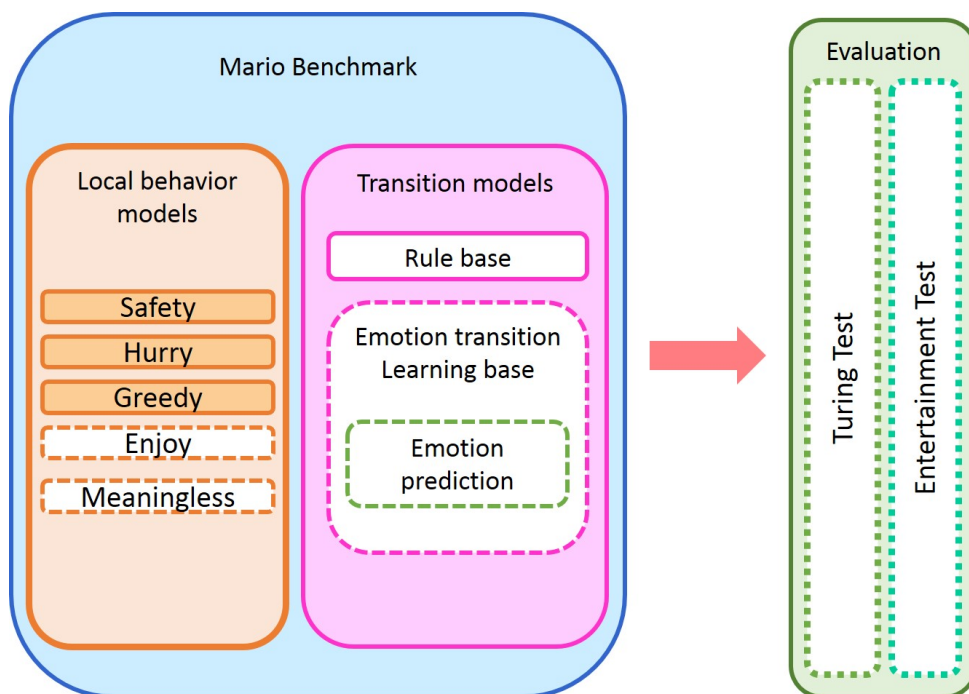 Mario Benchmark
Local behavior
models
Safety
Hurry
Greedy
Enjoy
Meaningless
Transition models
Rule base
Emotion transition
Learning base
Emotion
prediction
Evaluation
Turing Test
Entertainment Test